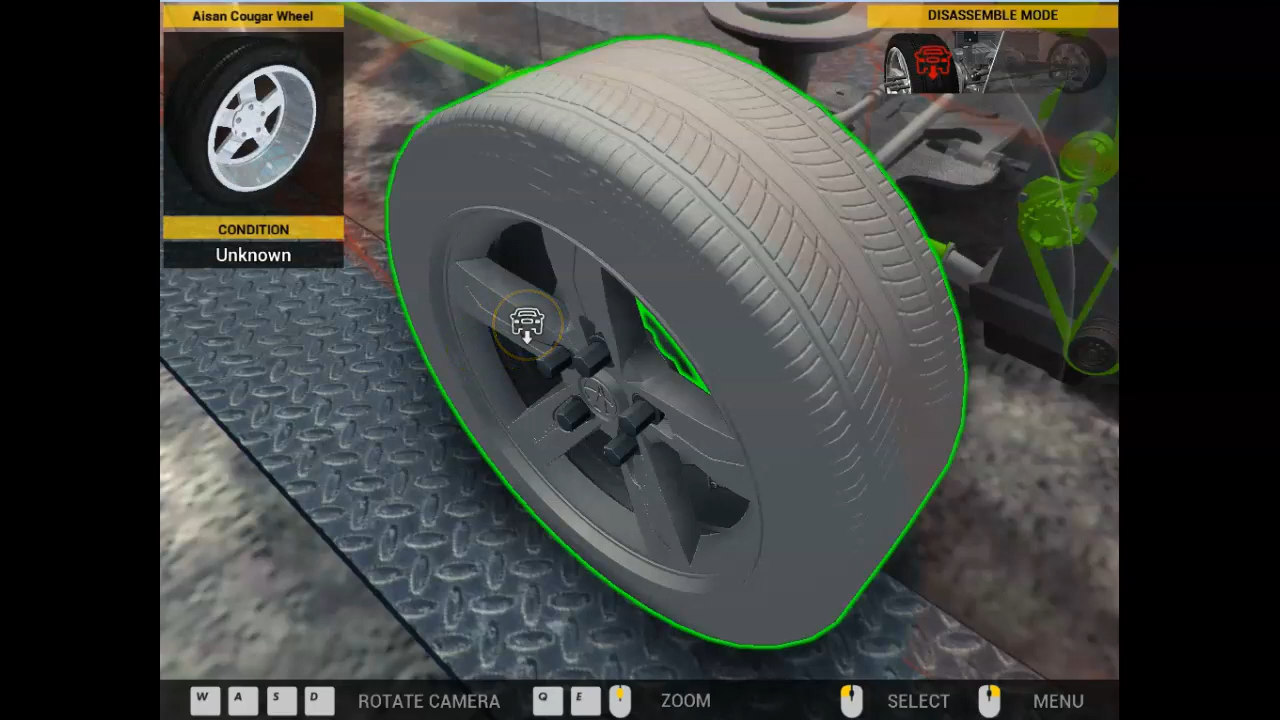 Aisan Cougar Wheel
DISASSEMBLE MODE
CONDITION
Unknown
W A S D ROTATE CAMERA Q E ZOOM SELECT MENU